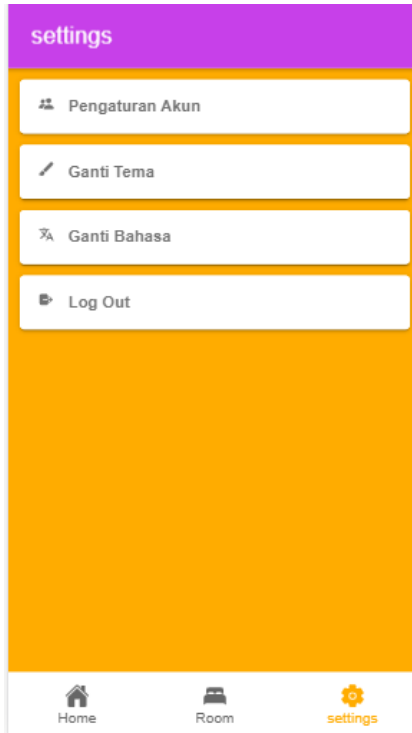 settings
Pengaturan Akun
Ganti Tema
Ganti Bahasa
Log Out
Home
Room
settings